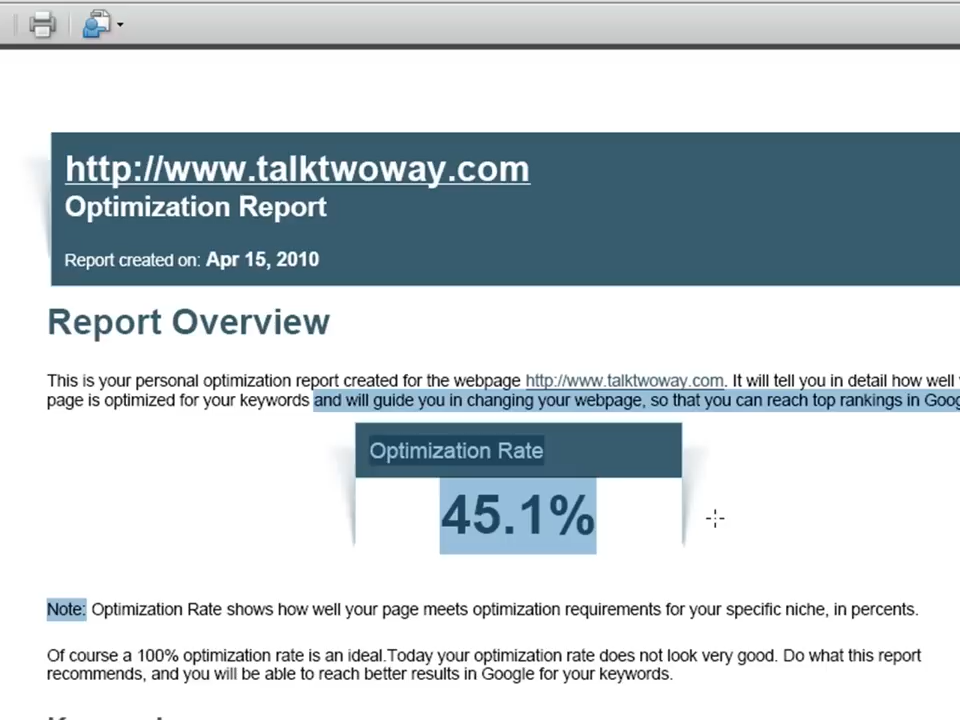 http://www.talktwoway.com
Optimization Report
Report created on: Apr 15, 2010
Report Overview
This is your personal optimization report created for the webpage http://www.talktwoway.com. It will tell you in detail how well
page is optimized for your keywords and will guide you in changing your webpage, so that you can reach top rankings in
Optimization Rate
45.1%
Note: Optimization Rate shows how well your page meets optimization requirements for your specific niche, in percents.
Of course a 100% optimization rate is an ideal.Today your optimization rate does not look very good. Do what this report
recommends, and you will be able to reach better results in Google for your keywords.